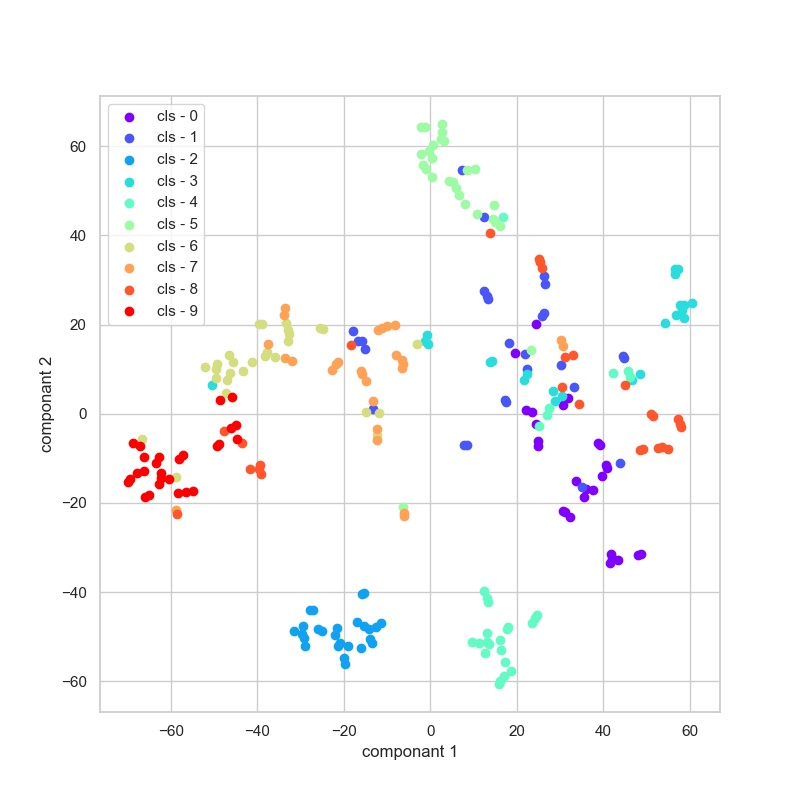 cls - 0
cls - 1
cls - 2
cls - 3
cls - 4
cls - 5
cls - 6
cls - 7
cls - 8
cls - 9
60
40
20
0
−20
−40
−60
componant 2
−60 −40 −20 0 20 40 60
componant 1